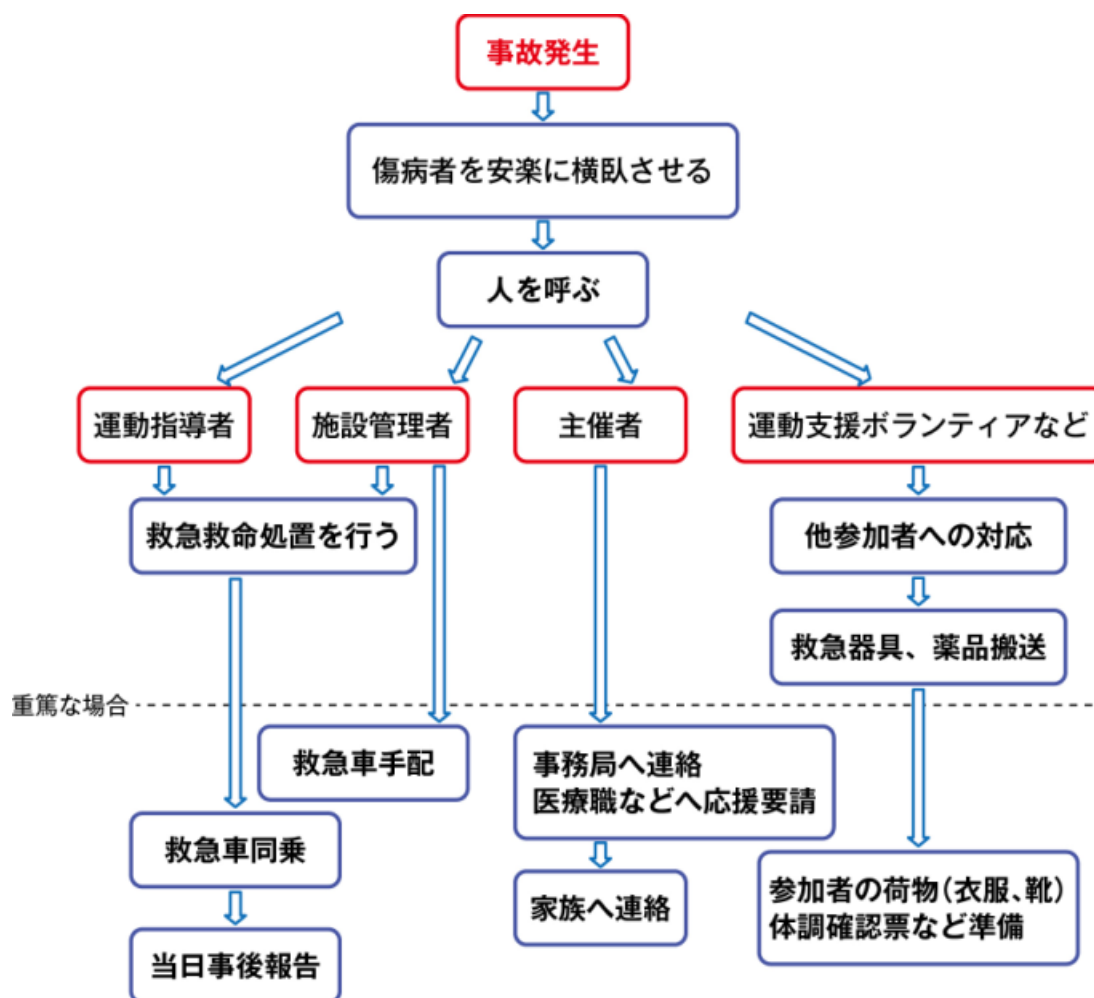 事故発生
傷病者を安楽に横臥させる
人を呼ぶ
運動指導者
施設管理者
主催者
運動支援ボランティアなど
救急救命処置を行う
他参加者への対応
救急器具、薬品搬送
重篤な場合
救急車手配
事務局へ連絡
医療職などへ応援要請
救急車同乗
家族へ連絡
参加者の荷物(衣服、靴)
体調確認票など準備
当日事後報告